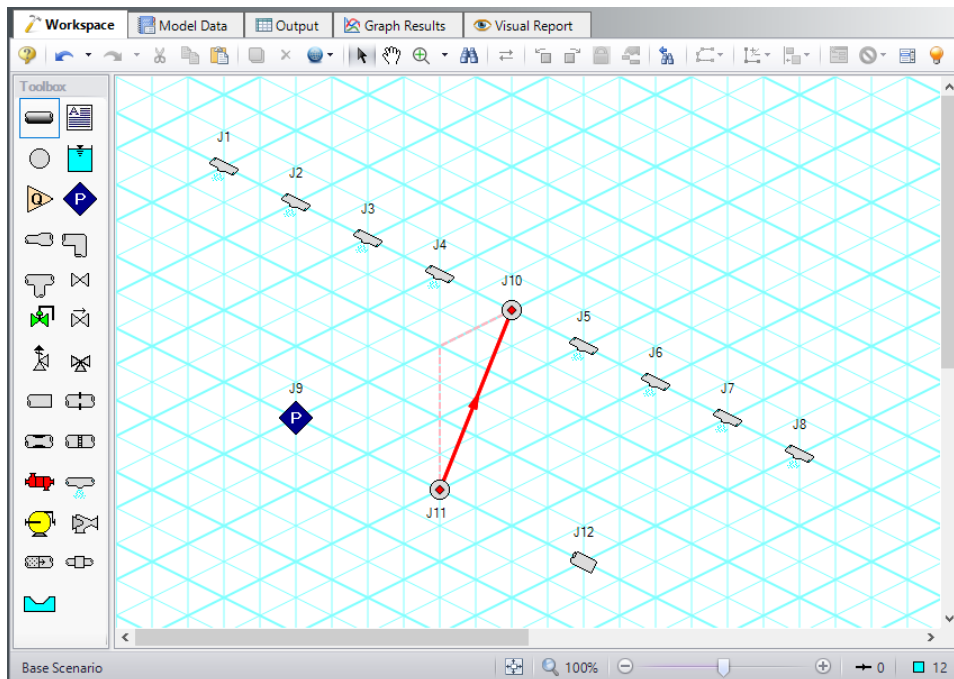 Workspace
Model Data
Output
Graph Results
Visual Report
Toolbox
A
Q
P
J1
J2
J3
J4
J10
J5
J6
J9
P
J7
J8
J11
J12
Base Scenario
100%
0
12